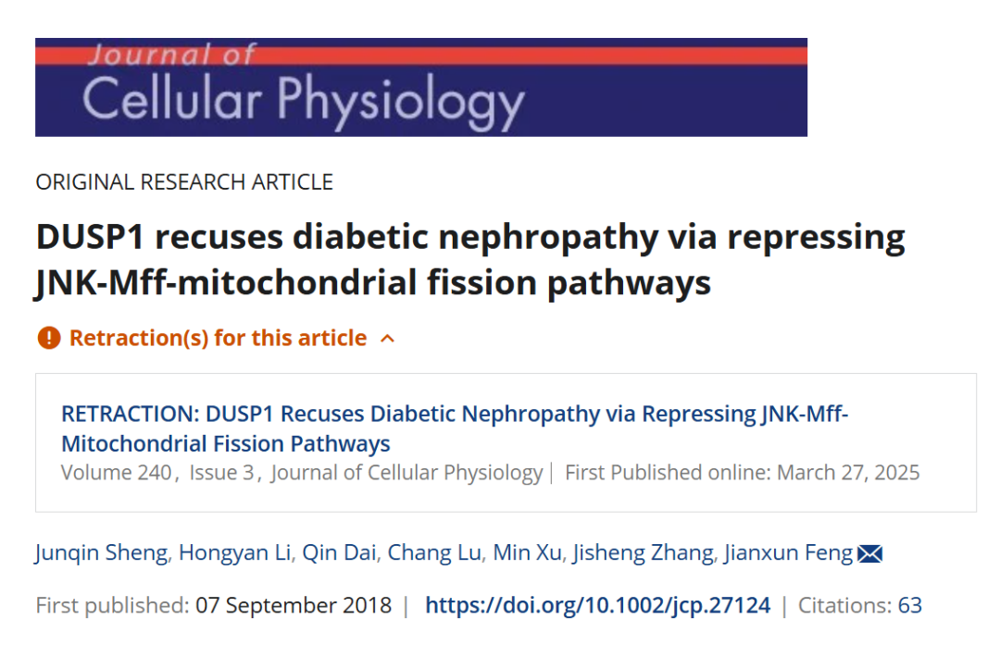 Journal of
Cellular Physiology
ORIGINAL RESEARCH ARTICLE
DUSP1 recuses diabetic nephropathy via repressing
JNK-Mff-mitochondrial fission pathways
Retraction(s) for this article
RETRACTION: DUSP1 Recuses Diabetic Nephropathy via Repressing JNK-Mff-
Mitochondrial Fission Pathways
Volume 240, Issue 3, Journal of Cellular Physiology | First Published online: March 27, 2025
Junqin Sheng, Hongyan Li, Qin Dai, Chang Lu, Min Xu, Jisheng Zhang, Jianxun Feng
First published: 07 September 2018 | https://doi.org/10.1002/jcp.27124 | Citations: 63